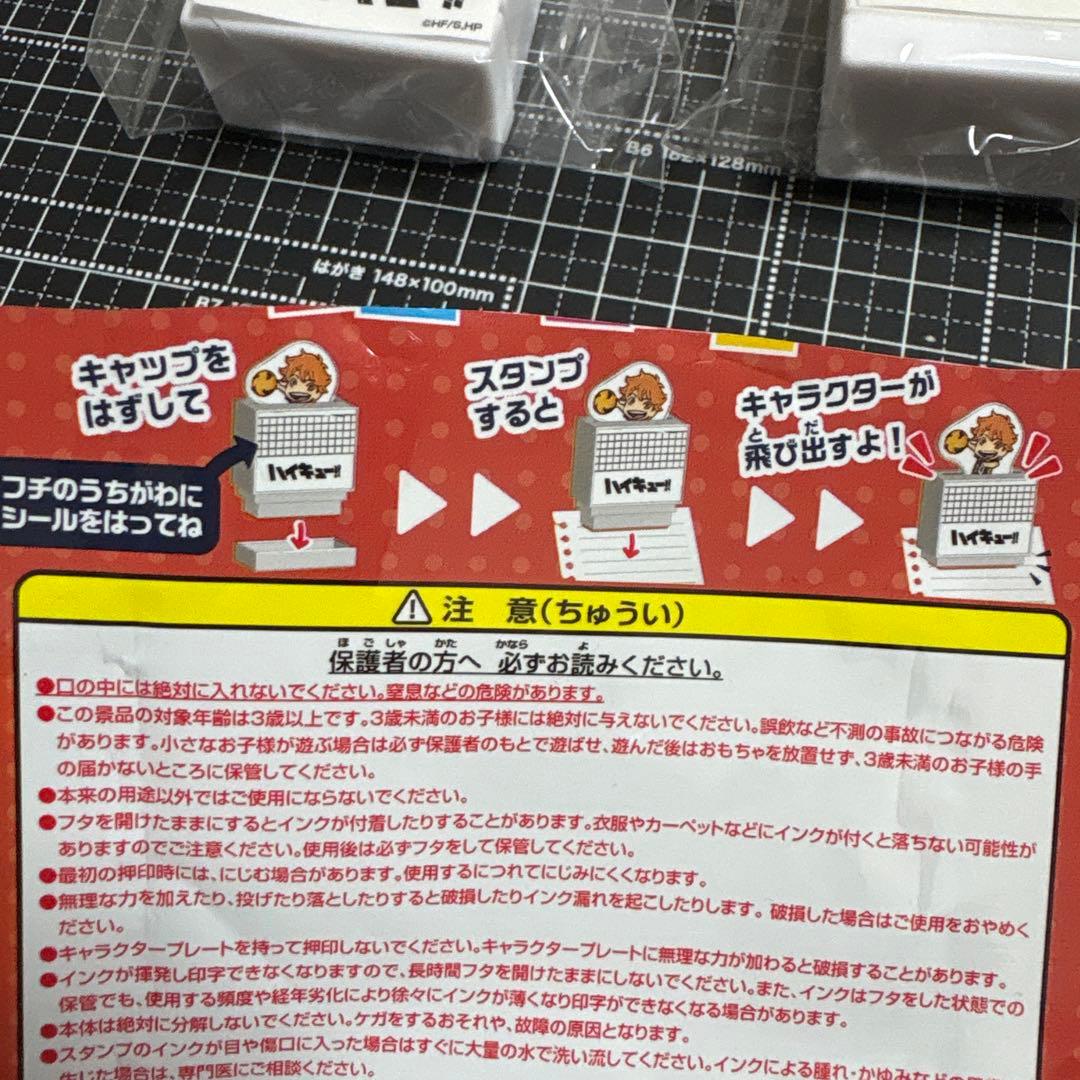 ©HF/S,HP
B6 182×128mm
はがき 148×100mm
B7
キャップを
はずして
スタンプ
すると
キャラクターが
飛び出すよ!
とだ
フチのうちがわに
シールをはってね
ハイキュー!!
ハイキュー!!
ハイキュー!!
注 意(ちゅうい)
ほごしゃ かた かなら よ
保護者の方へ 必ずお読みください。
●口の中には絶対に入れないでください。窒息などの危険があります。
●この景品の対象年齢は3歳以上です。3歳未満のお子様には絶対に与えないでください。誤飲など不測の事故につながる危険
があります。小さなお子様が遊ぶ場合は必ず保護者のもとで遊ばせ、遊んだ後はおもちゃを放置せず、3歳未満のお子様の手
の届かないところに保管してください。
●本来の用途以外ではご使用にならないでください。
●フタを開けたままにするとインクが付着したりすることがあります。衣服やカーペットなどにインクが付くと落ちない可能性が
ありますのでご注意ください。使用後は必ずフタをして保管してください。
●最初の押印時には、にじむ場合があります。使用するにつれてにじみにくくなります。
●無理な力を加えたり、投げたり落としたりすると破損したりインク漏れを起こしたりします。破損した場合はご使用をおやめく
ださい。
●キャラクタープレートを持って押印しないでください。キャラクタープレートに無理な力が加わると破損することがあります。
●インクが揮発し印字できなくなりますので、長時間フタを開けたままにしないでください。また、インクはフタをした状態での
保管でも、使用する頻度や経年劣化により徐々にインクが薄くなり印字ができなくなる場合があります。
●本体は絶対に分解しないでください。ケガをするおそれや、故障の原因となります。
●スタンプのインクが目や傷口に入った場合はすぐに大量の水で洗い流してください。インクによる腫れ・かゆみなどの
生じた場合は、専門医にご相談ください。